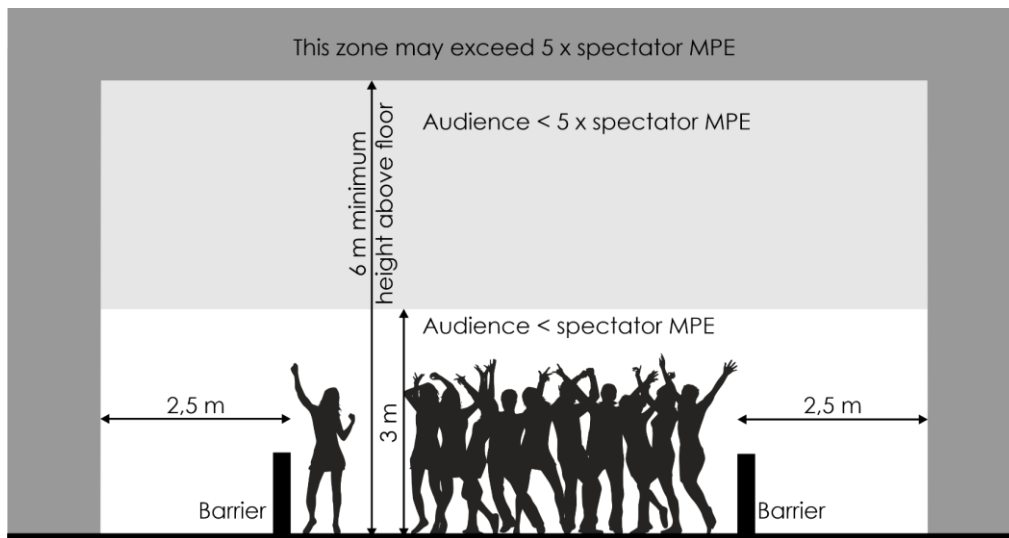 This zone may exceed 5 x spectator MPE
Audience < 5 x spectator MPE
6 m minimum
height above floor
Audience < spectator MPE
2,5 m
3 m
2,5 m
Barrier
Barrier